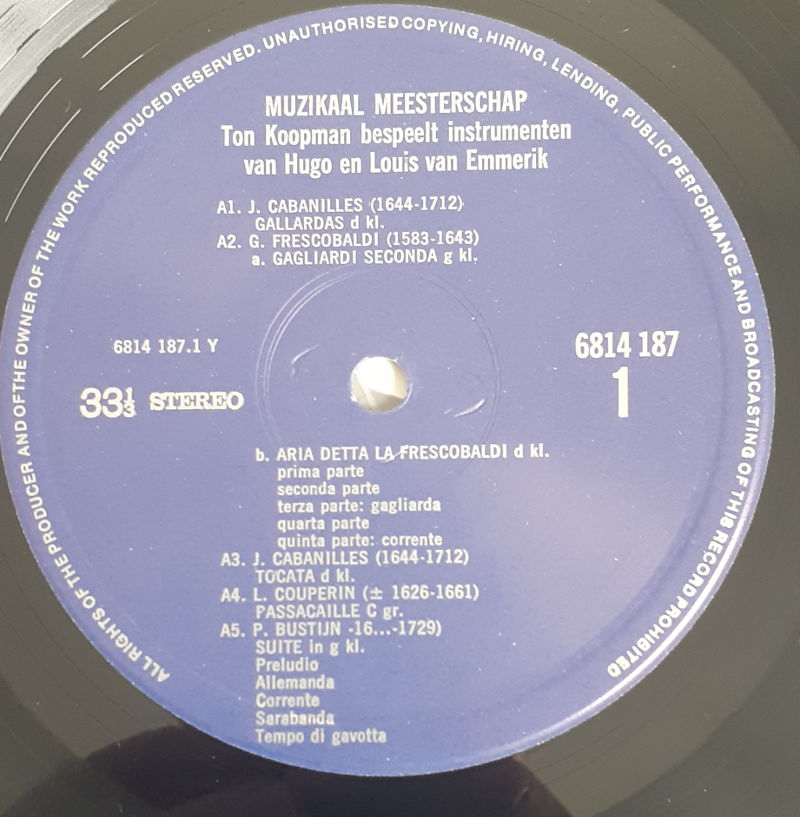 ALL RIGHTS OF THE PRODUCER AND OF THE OWNER OF THE WORK REPRODUCED RESERVED. UNAUTHORISED COPYING, HIRING, LENDING, PUBLIC PERFORMANCE AND BROADCASTING OF THIS RECORD PROHIBITED
MUZIKAAL MEESTERSCHAP
Ton Koopman bespeelt instrumenten
van Hugo en Louis van Emmerik
A1. J. CABANILLES (1644-1712)
GALLARDAS d kl.
A2. G. FRESCOBALDI (1583-1643)
a. GAGLIARDI SECONDA g kl.
6814 187.1 Y
6814 187
33⅓ STEREO
1
b. ARIA DETTA LA FRESCOBALDI d kl.
prima parte
seconda parte
terza parte: gagliarda
quarta parte
quinta parte: corrente
A3. J. CABANILLES (1644-1712)
TOCATA d kl.
A4. L. COUPERIN (± 1626-1661)
PASSACAILLE C gr.
A5. P. BUSTIJN -16...-1729)
SUITE in g kl.
Preludio
Allemanda
Corrente
Sarabanda
Tempo di gavotta